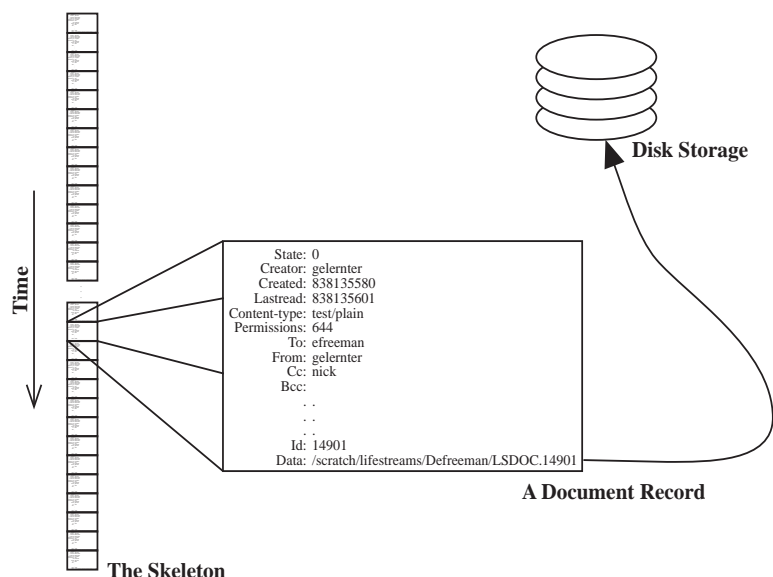 Disk Storage
Time
State: 0
Creator: gelernter
Created: 838135580
Lastread: 838135601
Content-type: test/plain
Permissions: 644
To: efreeman
From: gelernter
Cc: nick
Bcc:
. .
. .
. .
Id: 14901
Data: /scratch/lifestreams/Defreeman/LSDOC.14901
A Document Record
The Skeleton